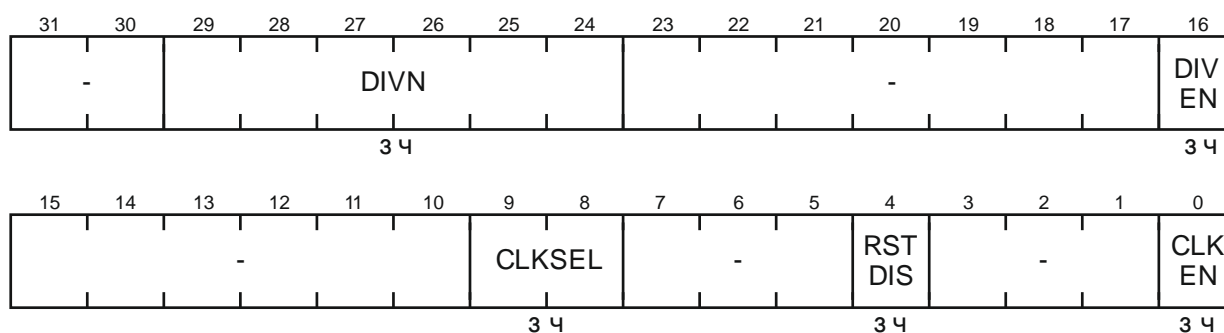 31 30 29 28 27 26 25 24 23 22 21 20 19 18 17 16
- DIVN - DIV EN
З Ч З Ч
15 14 13 12 11 10 9 8 7 6 5 4 3 2 1 0
- CLKSEL - RST DIS - CLK EN
З Ч З Ч З Ч